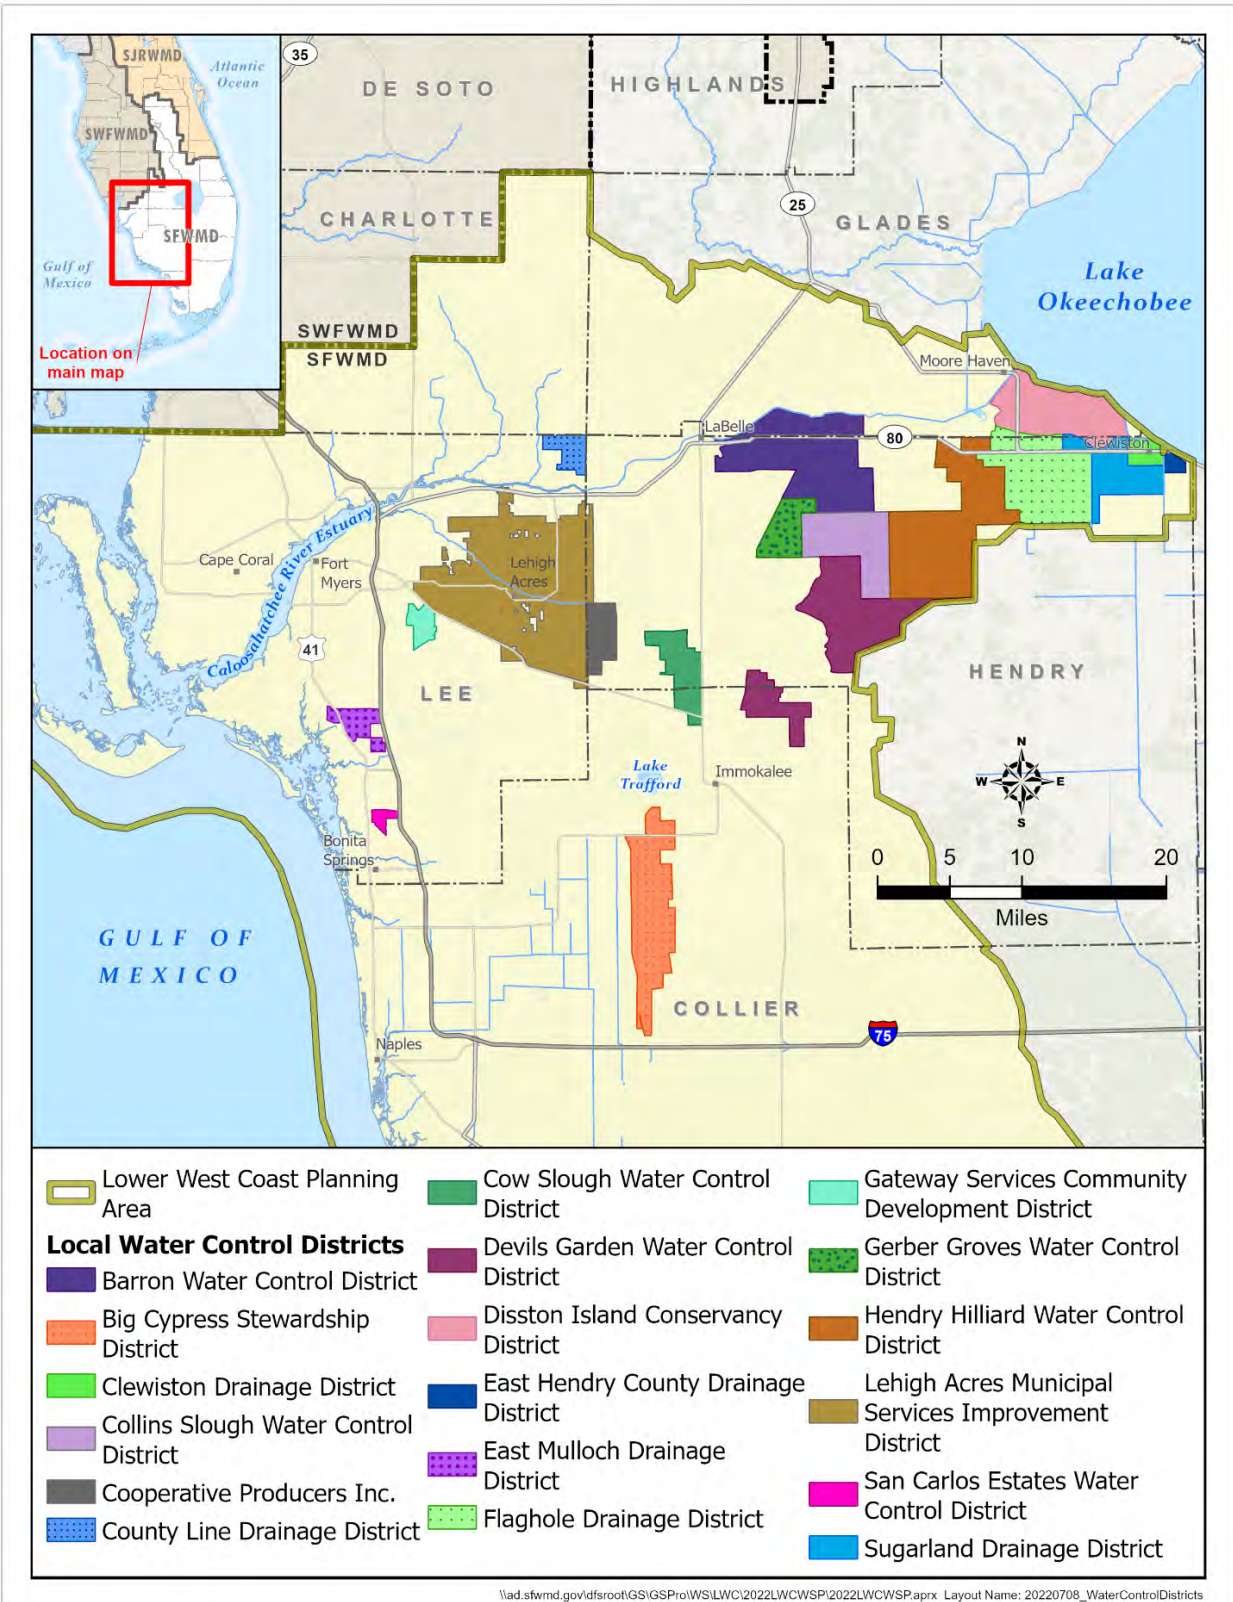 SJRWMD
Atlantic
Ocean
SWFWMD
SFWMD
Gulf of
Mexico
Location on
main map
35
DE SOTO
HIGHLANDS
CHARLOTTE
25
GLADES
Lake
Okeechobee
SWFWMD
SFWMD
Moore Haven
LaBelle
80
Clewiston
Caloosahatchee River Estuary
Cape Coral
Fort
Myers
Lehigh
Acres
41
LEE
HENDRY
Lake
Trafford
Immokalee
N
W
E
S
Bonita
Springs
0 5 10 20
Miles
GULF OF
MEXICO
COLLIER
75
Naples
Lower West Coast Planning
Area
Local Water Control Districts
Barron Water Control District
Big Cypress Stewardship
District
Clewiston Drainage District
Collins Slough Water Control
District
Cooperative Producers Inc.
County Line Drainage District
Cow Slough Water Control
District
Devils Garden Water Control
District
Disston Island Conservancy
District
East Hendry County Drainage
District
East Mulloch Drainage
District
Flaghole Drainage District
Gateway Services Community
Development District
Gerber Groves Water Control
District
Hendry Hilliard Water Control
District
Lehigh Acres Municipal
Services Improvement
District
San Carlos Estates Water
Control District
Sugarland Drainage District
\\ad.sfwmd.gov\dfsroot\GS\GSPro\WS\LWC\2022LWCWSP\2022LWCWSP.aprx Layout Name: 20220708_WaterControlDistricts